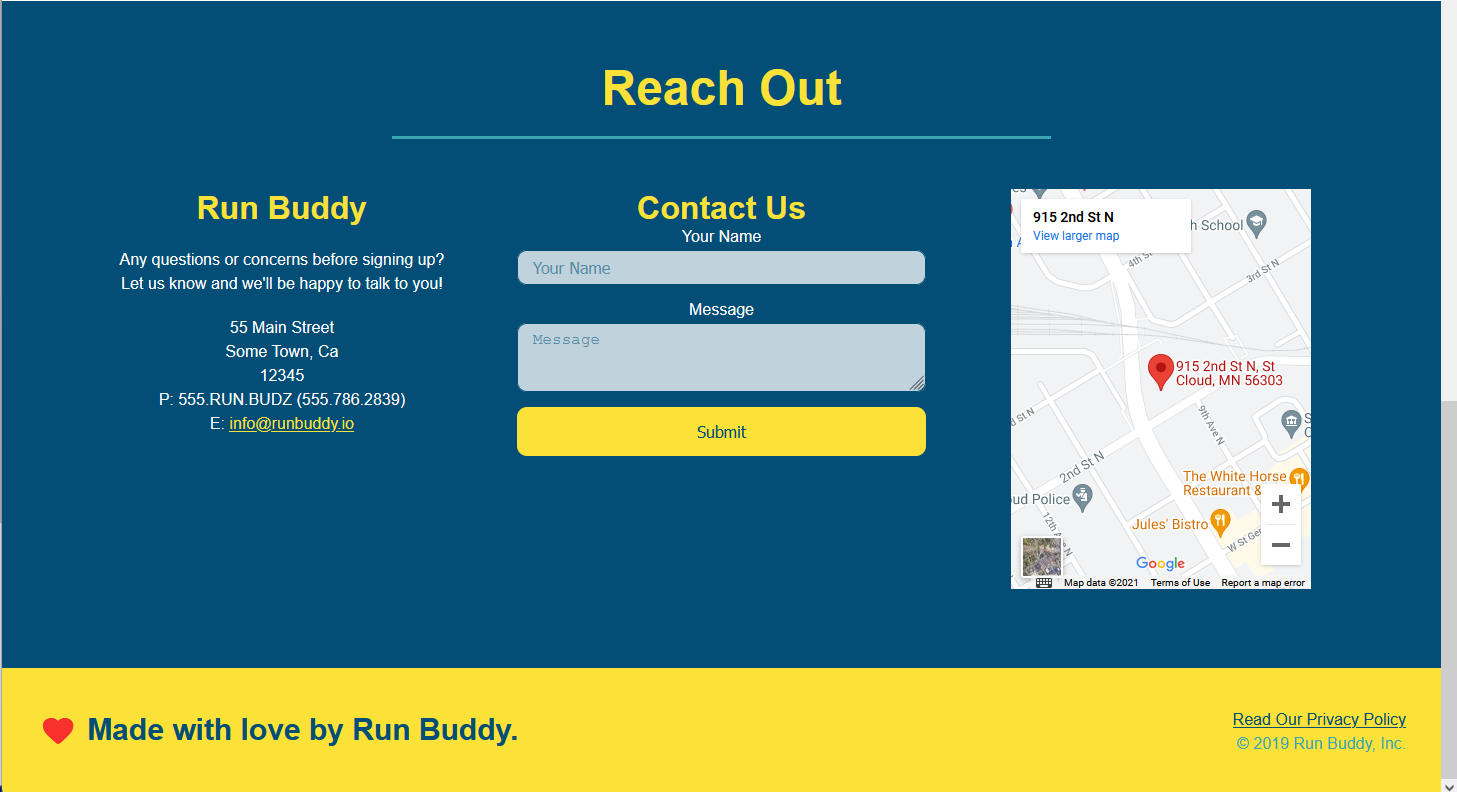 Reach Out
Run Buddy
Any questions or concerns before signing up?
Let us know and we'll be happy to talk to you!
55 Main Street
Some Town, Ca
12345
P: 555.RUN.BUDZ (555.786.2839)
E: info@runbuddy.io
Contact Us
Your Name
Your Name
Message
Message
Submit
915 2nd St N
View larger map
h School
4th St
3rd St N
915 2nd St N, St
Cloud, MN 56303
9th Ave N
d St N
2nd St N
The White Horse
Restaurant &
oud Police
Jules' Bistro
12th Ave N
W St Ger
Google
Map data ©2021
Terms of Use
Report a map error
Made with love by Run Buddy.
Read Our Privacy Policy
© 2019 Run Buddy, Inc.